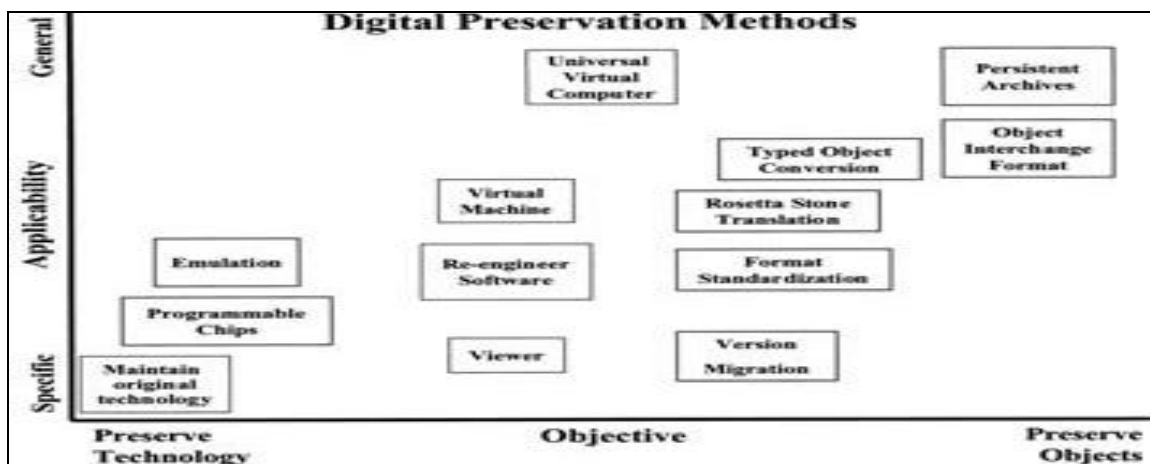 Digital Preservation Methods
General
Applicability
Specific
Universal
Virtual
Computer
Persistent
Archives
Object
Interchange
Format
Typed Object
Conversion
Virtual
Machine
Rosetta Stone
Translation
Emulation
Re-engineer
Software
Format
Standardization
Programmable
Chips
Viewer
Version
Migration
Maintain
original
technology
Preserve
Technology
Objective
Preserve
Objects